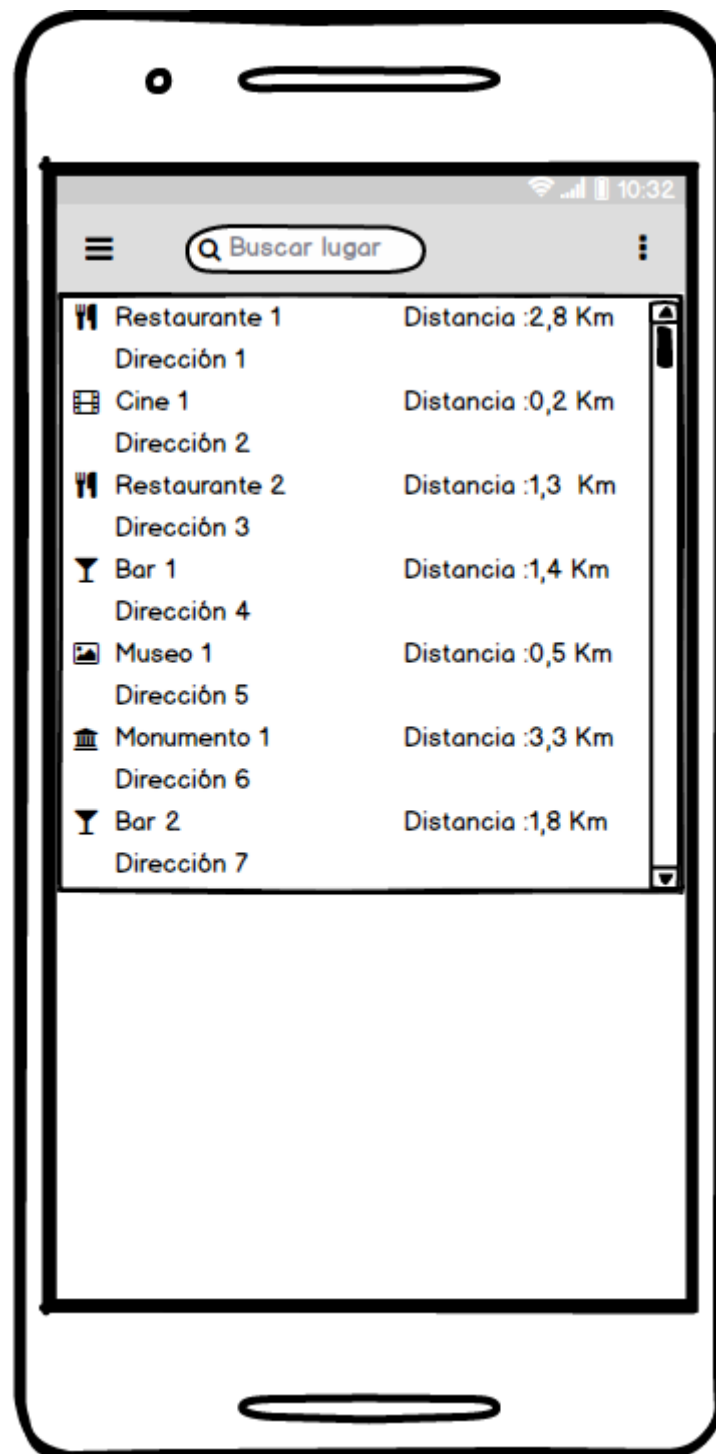 10:32
Buscar lugar
Restaurante 1 Distancia :2,8 Km
Dirección 1
Cine 1 Distancia :0,2 Km
Dirección 2
Restaurante 2 Distancia :1,3 Km
Dirección 3
Bar 1 Distancia :1,4 Km
Dirección 4
Museo 1 Distancia :0,5 Km
Dirección 5
Monumento 1 Distancia :3,3 Km
Dirección 6
Bar 2 Distancia :1,8 Km
Dirección 7